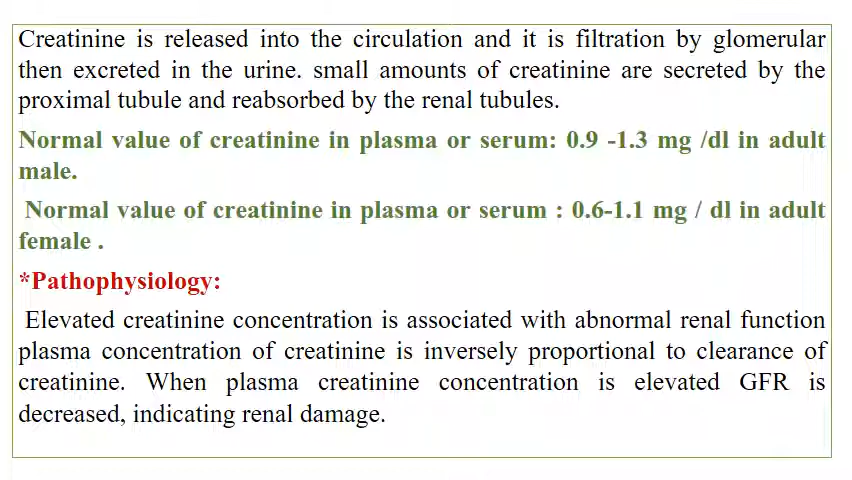 Creatinine is released into the circulation and it is filtration by glomerular
then excreted in the urine. small amounts of creatinine are secreted by the
proximal tubule and reabsorbed by the renal tubules.
Normal value of creatinine in plasma or serum: 0.9 -1.3 mg /dl in adult
male.
Normal value of creatinine in plasma or serum : 0.6-1.1 mg / dl in adult
female .
*Pathophysiology:
Elevated creatinine concentration is associated with abnormal renal function
plasma concentration of creatinine is inversely proportional to clearance of
creatinine. When plasma creatinine concentration is elevated GFR is
decreased, indicating renal damage.